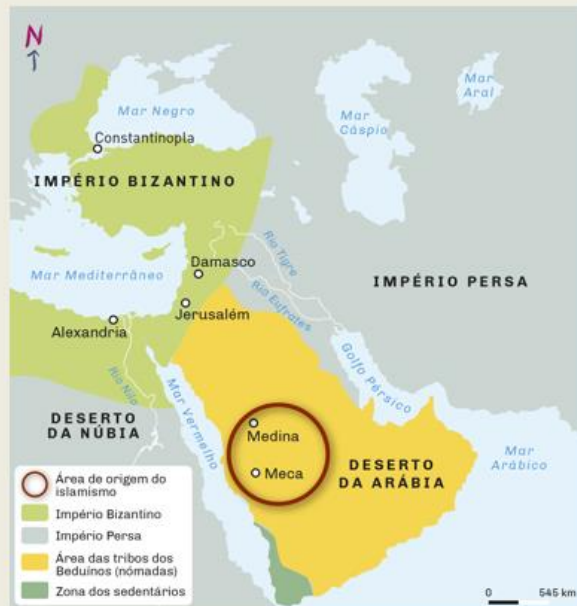 N
Mar
Aral
Mar Negro
Mar
Cáspio
Constantinopla
IMPÉRIO BIZANTINO
Rio Tigre
Damasco
Mar Mediterrâneo
IMPÉRIO PERSA
Rio Eufrates
Jerusalém
Alexandria
Golfo Pérsico
Rio Nilo
Mar Vermelho
DESERTO
DA NÚBIA
Medina
Mar
Arábico
Meca
DESERTO
DA ARÁBIA
Área de origem do
islamismo
Império Bizantino
Império Persa
Área das tribos dos
Beduínos (nómadas)
Zona dos sedentários
0 545 km